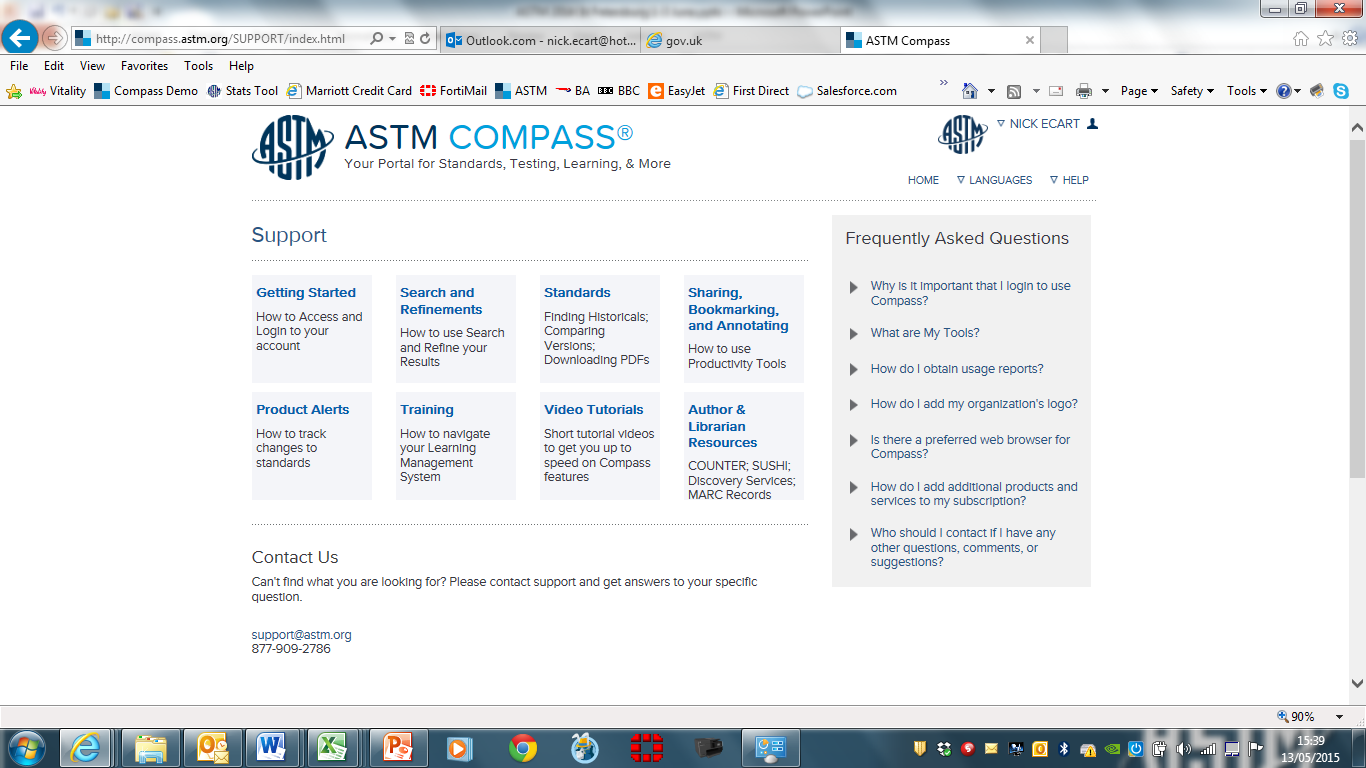 http://compass.astm.org/SUPPORT/index.html
Outlook.com - nick.ecart@hot...
gov.uk
ASTM Compass
File Edit View Favorites Tools Help
Vitality Compass Demo Stats Tool Marriott Credit Card FortiMail ASTM BA BBC BBC EasyJet First Direct Salesforce.com
Page Safety Tools
ASTM
ASTM COMPASS®
Your Portal for Standards, Testing, Learning, & More
ASTM
NICK ECART
HOME LANGUAGES HELP
Support
Getting Started
How to Access and
Login to your
account
Search and
Refinements
How to use Search
and Refine your
Results
Standards
Finding Historicals;
Comparing
Versions;
Downloading PDFs
Sharing,
Bookmarking,
and Annotating
How to use
Productivity Tools
Product Alerts
How to track
changes to
standards
Training
How to navigate
your Learning
Management
System
Video Tutorials
Short tutorial videos
to get you up to
speed on Compass
features
Author &
Librarian
Resources
COUNTER; SUSHI;
Discovery Services;
MARC Records
Contact Us
Can't find what you are looking for? Please contact support and get answers to your specific
question.
support@astm.org
877-909-2786
Frequently Asked Questions
Why is it important that I login to use
Compass?
What are My Tools?
How do I obtain usage reports?
How do I add my organization's logo?
Is there a preferred web browser for
Compass?
How do I add additional products and
services to my subscription?
Who should I contact if I have any
other questions, comments, or
suggestions?
90%
15:39
13/05/2015